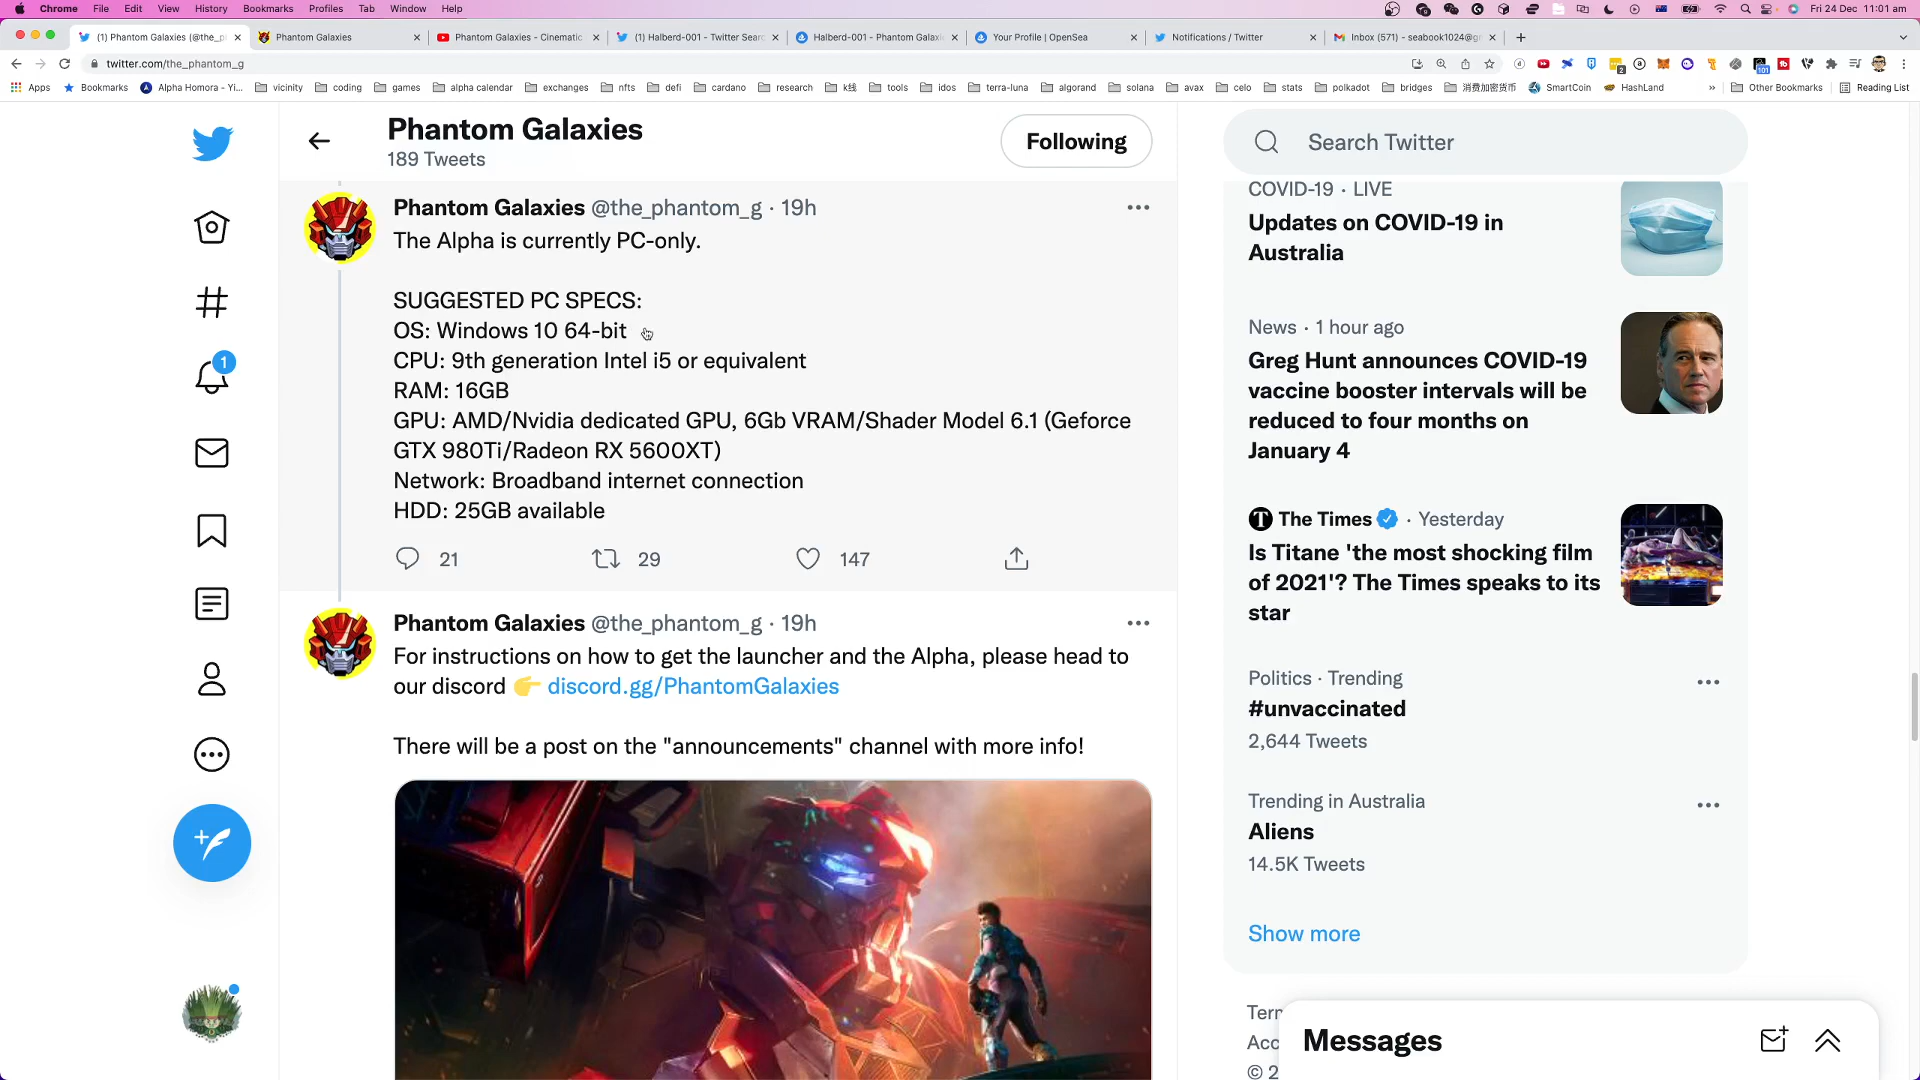 Chrome File Edit View History Bookmarks Profiles Tab Window Help
Fri 24 Dec 11:01 am
(1) Phantom Galaxies (@the_p
Phantom Galaxies
Phantom Galaxies - Cinematic
(1) Halberd-001 - Twitter Sear
Halberd-001 - Phantom Galaxi
Your Profile | OpenSea
Notifications / Twitter
Inbox (571) - seabook1024@g
twitter.com/the_phantom_g
Apps Bookmarks Alpha Homora - Yi... vicinity coding games alpha calendar exchanges nfts defi cardano research k线 tools idos terra-luna algorand solana avax celo stats polkadot bridges 消费加密货币 SmartCoin HashLand » Other Bookmarks Reading List
Phantom Galaxies
189 Tweets
Following
Phantom Galaxies @the_phantom_g · 19h
The Alpha is currently PC-only.
SUGGESTED PC SPECS:
OS: Windows 10 64-bit
CPU: 9th generation Intel i5 or equivalent
RAM: 16GB
GPU: AMD/Nvidia dedicated GPU, 6Gb VRAM/Shader Model 6.1 (Geforce
GTX 980Ti/Radeon RX 5600XT)
Network: Broadband internet connection
HDD: 25GB available
21 29 147
Phantom Galaxies @the_phantom_g · 19h
For instructions on how to get the launcher and the Alpha, please head to
our discord 👉 discord.gg/PhantomGalaxies
There will be a post on the "announcements" channel with more info!
1
Search Twitter
COVID-19 · LIVE
Updates on COVID-19 in
Australia
News · 1 hour ago
Greg Hunt announces COVID-19
vaccine booster intervals will be
reduced to four months on
January 4
The Times · Yesterday
Is Titane 'the most shocking film
of 2021'? The Times speaks to its
star
Politics · Trending
#unvaccinated
2,644 Tweets
Trending in Australia
Aliens
14.5K Tweets
Show more
Messages
© 2